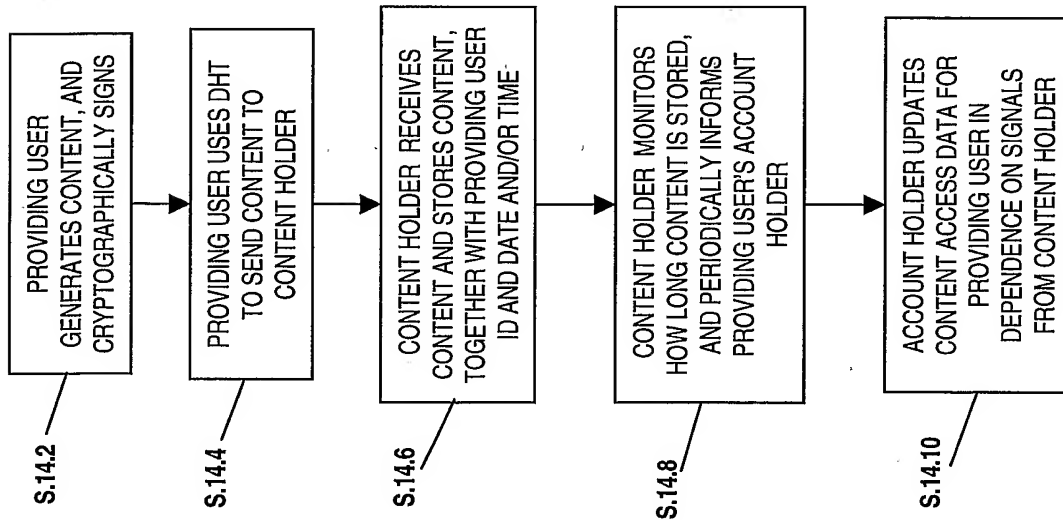 PROVIDING USER
GENERATES CONTENT, AND
CRYPTOGRAPHICALLY SIGNS
S.14.2
PROVIDING USER USES DHT
TO SEND CONTENT TO
CONTENT HOLDER
S.14.4
CONTENT HOLDER RECEIVES
CONTENT AND STORES CONTENT,
TOGETHER WITH PROVIDING USER
ID AND DATE AND/OR TIME
S.14.6
CONTENT HOLDER MONITORS
HOW LONG CONTENT IS STORED,
AND PERIODICALLY INFORMS
PROVIDING USER'S ACCOUNT
HOLDER
S.14.8
ACCOUNT HOLDER UPDATES
CONTENT ACCESS DATA FOR
PROVIDING USER IN
DEPENDENCE ON SIGNALS
FROM CONTENT HOLDER
S.14.10